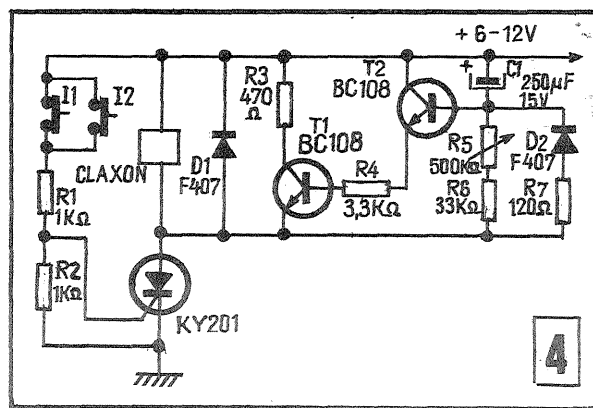 + 6-12V
I1
I2
R3
470
Ω
T2
BC108
C1
+
250µF
15V
T1
BC108
CLAXON
D1
F407
R4
3,3KΩ
R5
500KΩ
D2
F407
R1
1KΩ
R6
33KΩ
R7
120Ω
R2
1KΩ
KY201
4